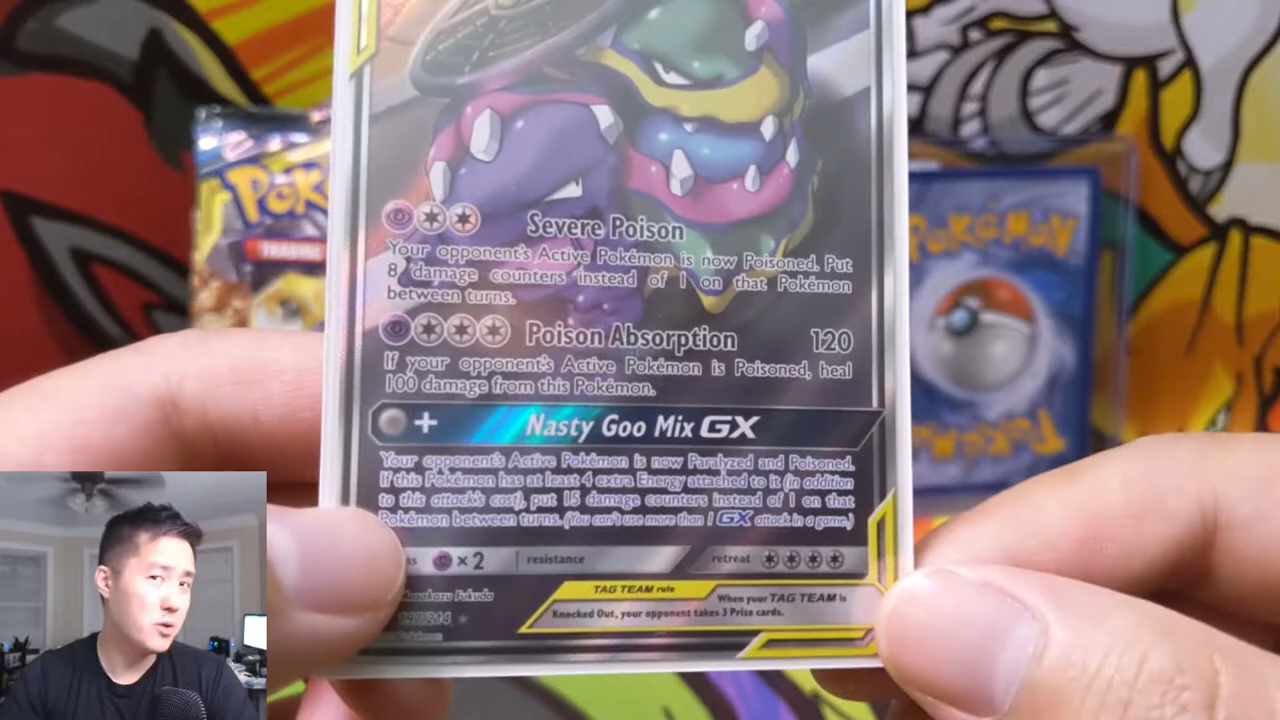 Severe Poison
Your opponent's Active Pokémon is now Poisoned. Put
8 damage counters instead of 1 on that Pokémon
between turns.
Poison Absorption 120
If your opponent's Active Pokémon is Poisoned, heal
100 damage from this Pokémon.
+ Nasty Goo Mix GX
Your opponent's Active Pokémon is now Paralyzed and Poisoned.
If this Pokémon has at least 4 extra Energy attached to it (in addition
to this attack's cost), put 15 damage counters instead of 1 on that
Pokémon between turns. (You can't use more than 1 GX attack in a game.)
ss ×2 resistance retreat
TAG TEAM rule When your TAG TEAM is
Knocked Out, your opponent takes 3 Prize cards.
Masakazu Fukuda
POKéMON